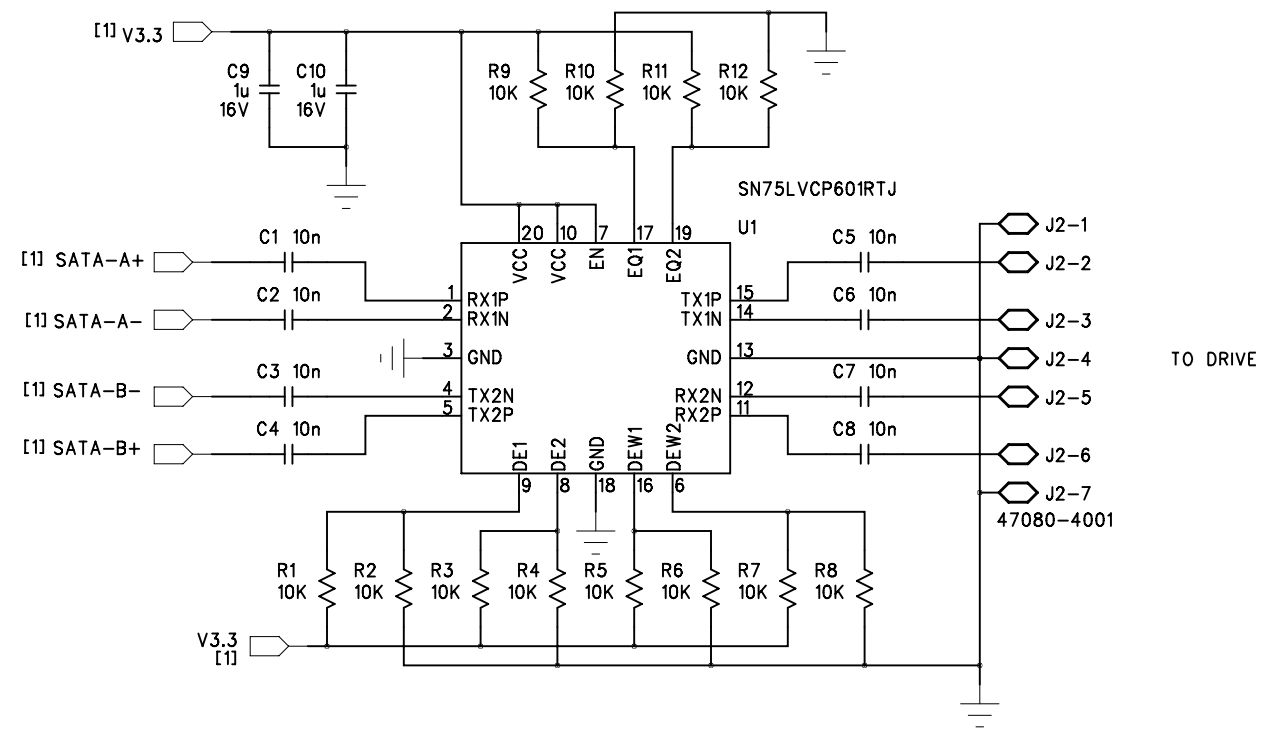 [1] V3.3
C9 1u 16V
C10 1u 16V
R9 10K
R10 10K
R11 10K
R12 10K
SN75LVCP601RTJ
U1
20 10 7 17 19
VCC VCC EN EQ1 EQ2
[1] SATA-A+
C1 10n
1 RX1P
[1] SATA-A-
C2 10n
2 RX1N
3 GND
[1] SATA-B-
C3 10n
4 TX2N
[1] SATA-B+
C4 10n
5 TX2P
TX1P 15
C5 10n
TX1N 14
C6 10n
GND 13
RX2N 12
C7 10n
RX2P 11
C8 10n
J2-1
J2-2
J2-3
J2-4
J2-5
J2-6
J2-7
47080-4001
TO DRIVE
DE1 DE2 GND DEW1 DEW2
9 8 18 16 6
R1 10K
R2 10K
R3 10K
R4 10K
R5 10K
R6 10K
R7 10K
R8 10K
V3.3
[1]